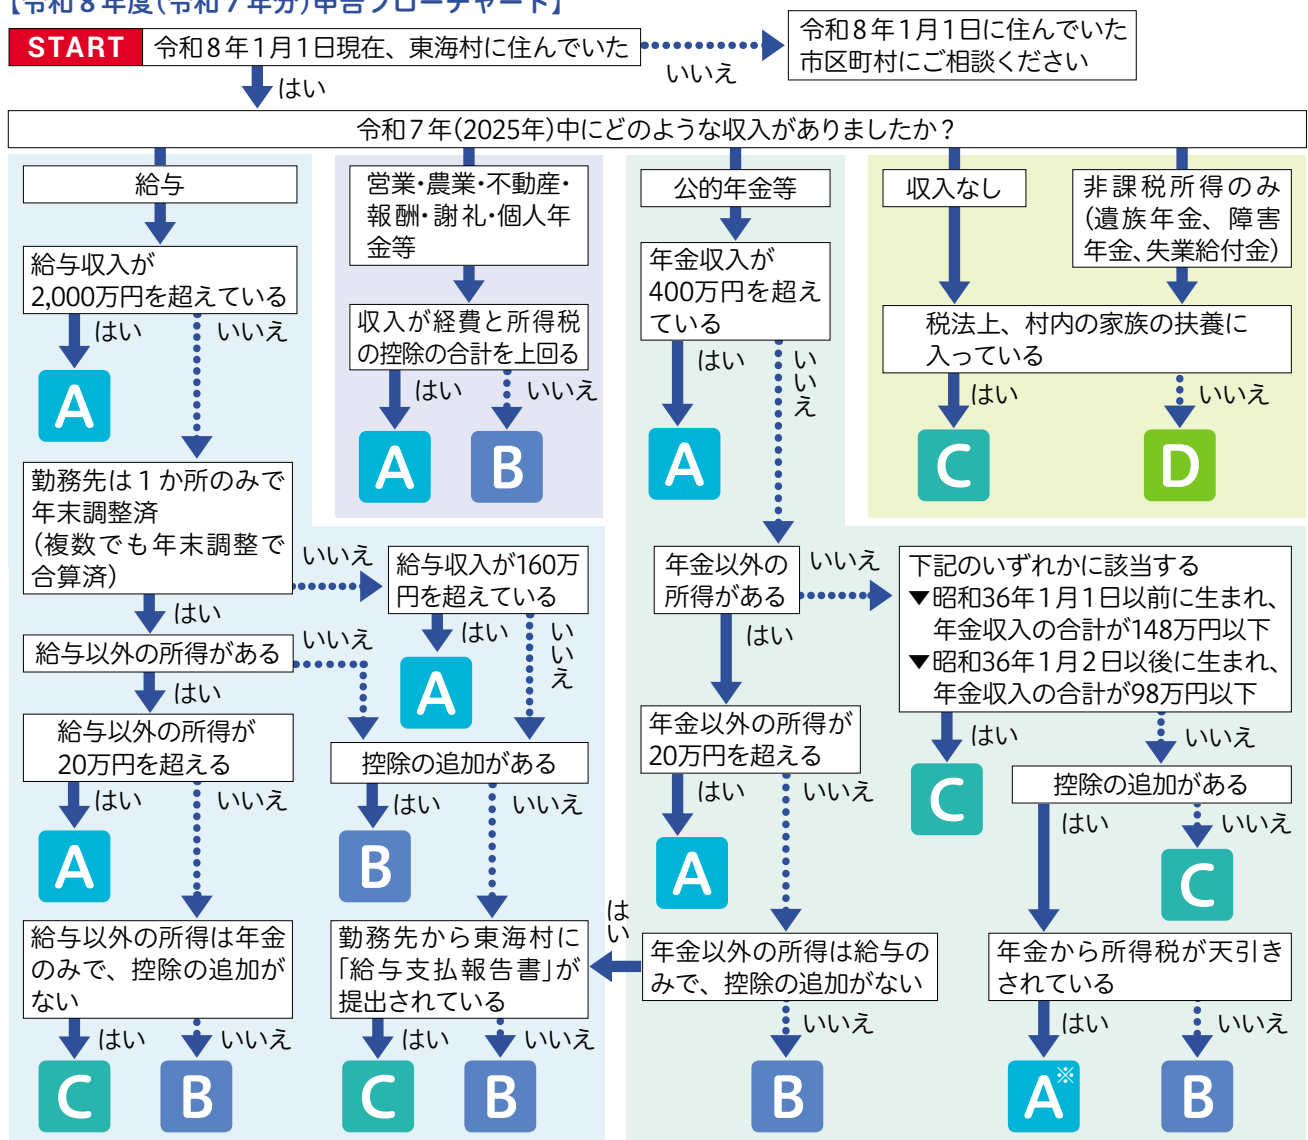 【令和8年度(令和7年分)申告フローチャート】
START
令和8年1月1日現在、東海村に住んでいた
いいえ
令和8年1月1日に住んでいた
市区町村にご相談ください
はい
令和7年(2025年)中にどのような収入がありましたか？
給与
給与収入が
2,000万円を超えている
はい
いいえ
A
勤務先は1か所のみで
年末調整済
(複数でも年末調整で
合算済)
いいえ
給与収入が160万
円を超えている
はい
いいえ
A
はい
給与以外の所得がある
いいえ
はい
給与以外の所得が
20万円を超える
はい
いいえ
A
控除の追加がある
はい
いいえ
B
給与以外の所得は年金
のみで、控除の追加が
ない
はい
いいえ
C
B
勤務先から東海村に
「給与支払報告書」が
提出されている
はい
いいえ
C
B
営業・農業・不動産・
報酬・謝礼・個人年
金等
収入が経費と所得税
の控除の合計を上回る
はい
いいえ
A
B
公的年金等
年金収入が
400万円を超え
ている
はい
いいえ
A
年金以外の
所得がある
いいえ
はい
年金以外の所得が
20万円を超える
はい
いいえ
A
年金以外の所得は給与の
みで、控除の追加がない
はい
いいえ
B
下記のいずれかに該当する
▼昭和36年1月1日以前に生まれ、
年金収入の合計が148万円以下
▼昭和36年1月2日以後に生まれ、
年金収入の合計が98万円以下
はい
いいえ
C
控除の追加がある
はい
いいえ
C
年金から所得税が天引き
されている
はい
いいえ
A※
B
収入なし
非課税所得のみ
(遺族年金、障害
年金、失業給付金)
税法上、村内の家族の扶養に
入っている
はい
いいえ
C
D